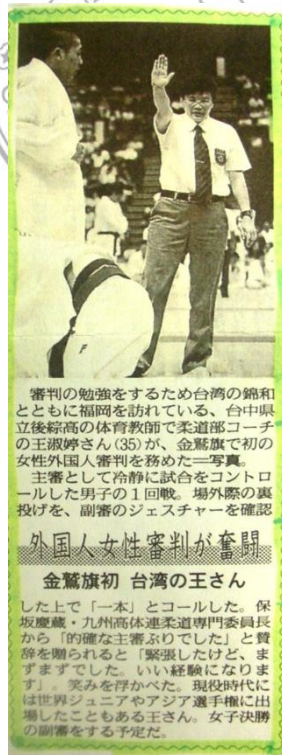 審判の勉強をするため台湾の錦和
とともに福岡を訪れている、台中県
立後綜高の体育教師で柔道部コーチ
の王淑婷さん(35)が、金鷲旗で初の
女性外国人審判を務めた=写真。
主審として冷静に試合をコントロ
ールした男子の1回戦。場外際の裏
投げを、副審のジェスチャーを確認
外国人女性審判が奮闘
金鷲旗初 台湾の王さん
した上で「一本」とコールした。保
坂慶蔵・九州高体連柔道専門委員長
から「的確な主審ぶりでした」と賛
辞を贈られると「緊張したけど、ま
ずまずでした。いい経験になりま
す」。笑みを浮かべた。現役時代に
は世界ジュニアやアジア選手権に出
場したこともある王さん。女子決勝
の副審をする予定だ。